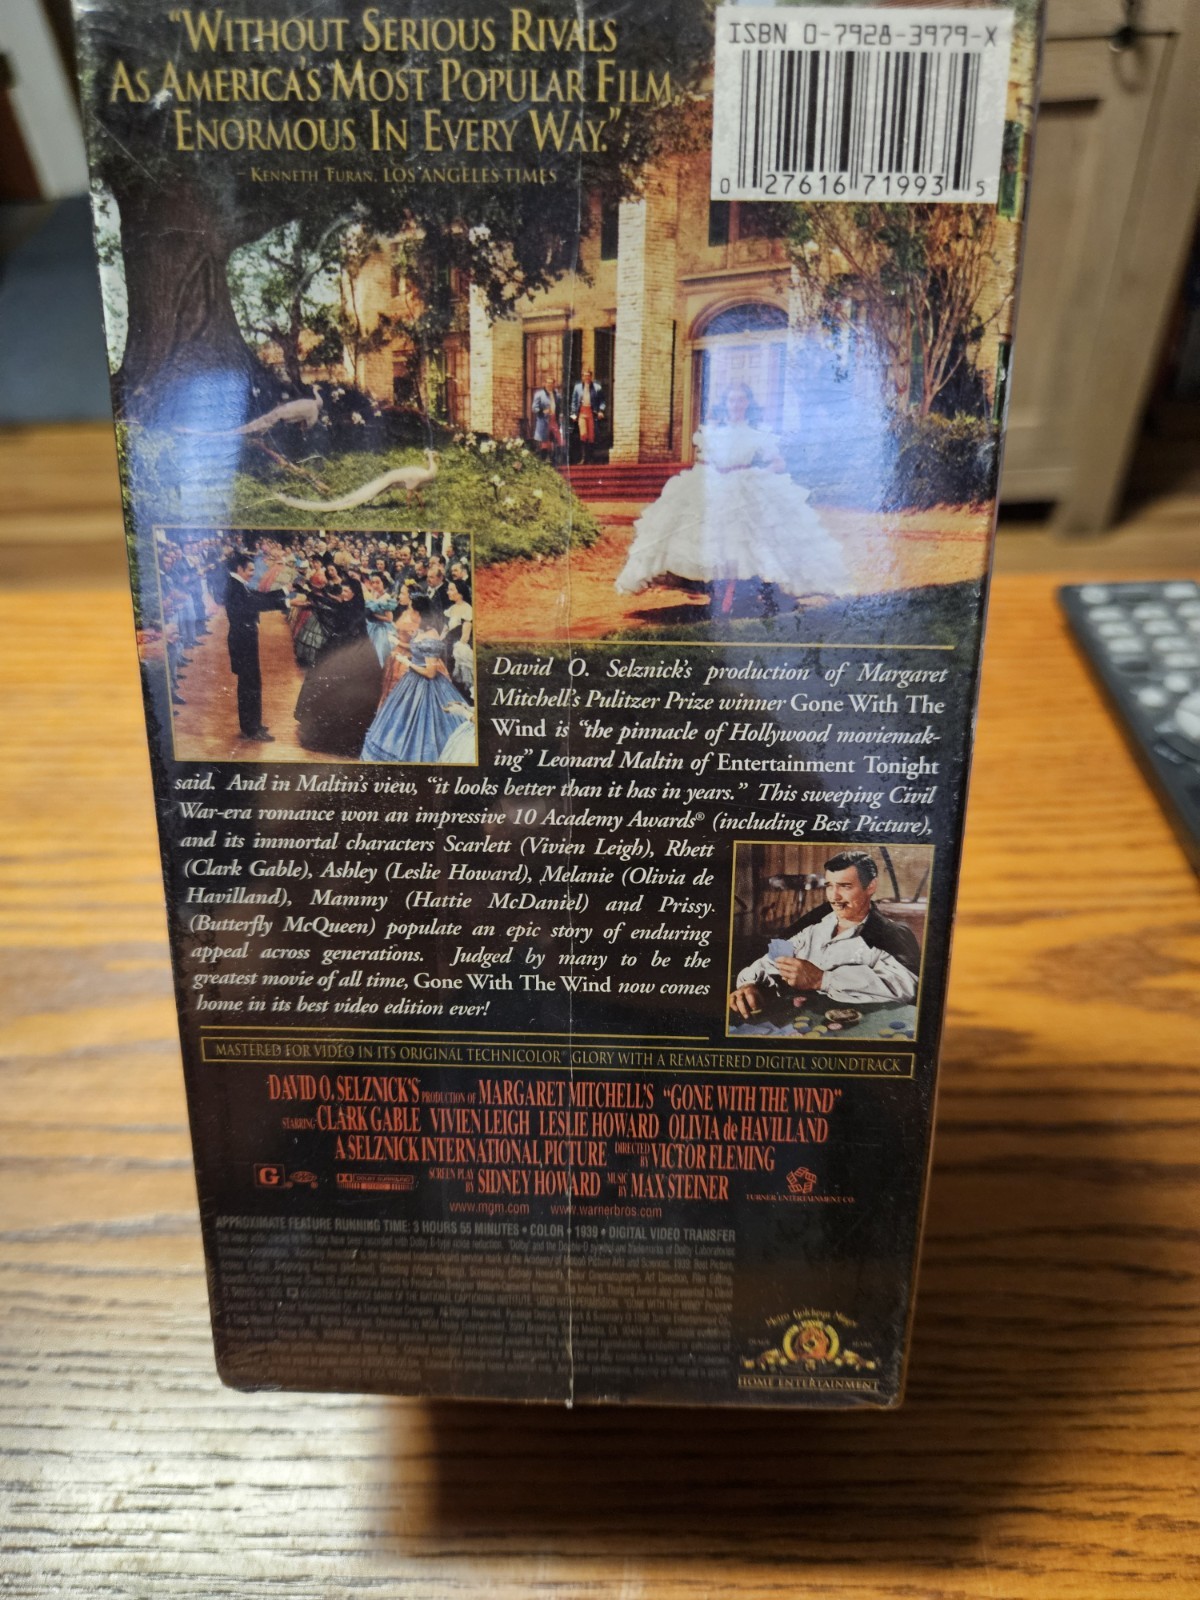 "WITHOUT SERIOUS RIVALS
AS AMERICA'S MOST POPULAR FILM.
ENORMOUS IN EVERY WAY."
- KENNETH TURAN, LOS ANGELES TIMES
ISBN 0-7928-3979-X
0 27616 71993 5
David O. Selznick's production of Margaret
Mitchell's Pulitzer Prize winner Gone With The
Wind is "the pinnacle of Hollywood moviemak-
ing" Leonard Maltin of Entertainment Tonight
said. And in Maltin's view, "it looks better than it has in years." This sweeping Civil
War-era romance won an impressive 10 Academy Awards® (including Best Picture),
and its immortal characters Scarlett (Vivien Leigh), Rhett
(Clark Gable), Ashley (Leslie Howard), Melanie (Olivia de
Havilland), Mammy (Hattie McDaniel) and Prissy
(Butterfly McQueen) populate an epic story of enduring
appeal across generations. Judged by many to be the
greatest movie of all time, Gone With The Wind now comes
home in its best video edition ever!
MASTERED FOR VIDEO IN ITS ORIGINAL TECHNICOLOR® GLORY WITH A REMASTERED DIGITAL SOUNDTRACK
DAVID O. SELZNICK'S PRODUCTION OF MARGARET MITCHELL'S "GONE WITH THE WIND"
STARRING CLARK GABLE VIVIEN LEIGH LESLIE HOWARD OLIVIA de HAVILLAND
A SELZNICK INTERNATIONAL PICTURE DIRECTED BY VICTOR FLEMING
G DOLBY SURROUND SCREEN PLAY BY SIDNEY HOWARD MUSIC BY MAX STEINER TURNER ENTERTAINMENT CO.
www.mgm.com www.warnerbros.com
APPROXIMATE FEATURE RUNNING TIME: 3 HOURS 55 MINUTES • COLOR • 1939 • DIGITAL VIDEO TRANSFER
Metro Goldwyn Mayer
HOME ENTERTAINMENT